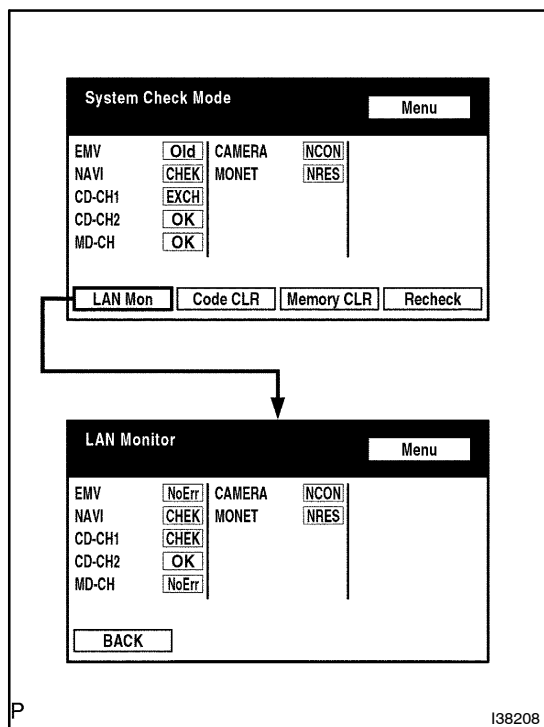 System Check Mode
Menu
EMV Old CAMERA NCON
NAVI CHEK MONET NRES
CD-CH1 EXCH
CD-CH2 OK
MD-CH OK
LAN Mon Code CLR Memory CLR Recheck
LAN Monitor
Menu
EMV NoErr CAMERA NCON
NAVI CHEK MONET NRES
CD-CH1 CHEK
CD-CH2 OK
MD-CH NoErr
BACK
P
I38208